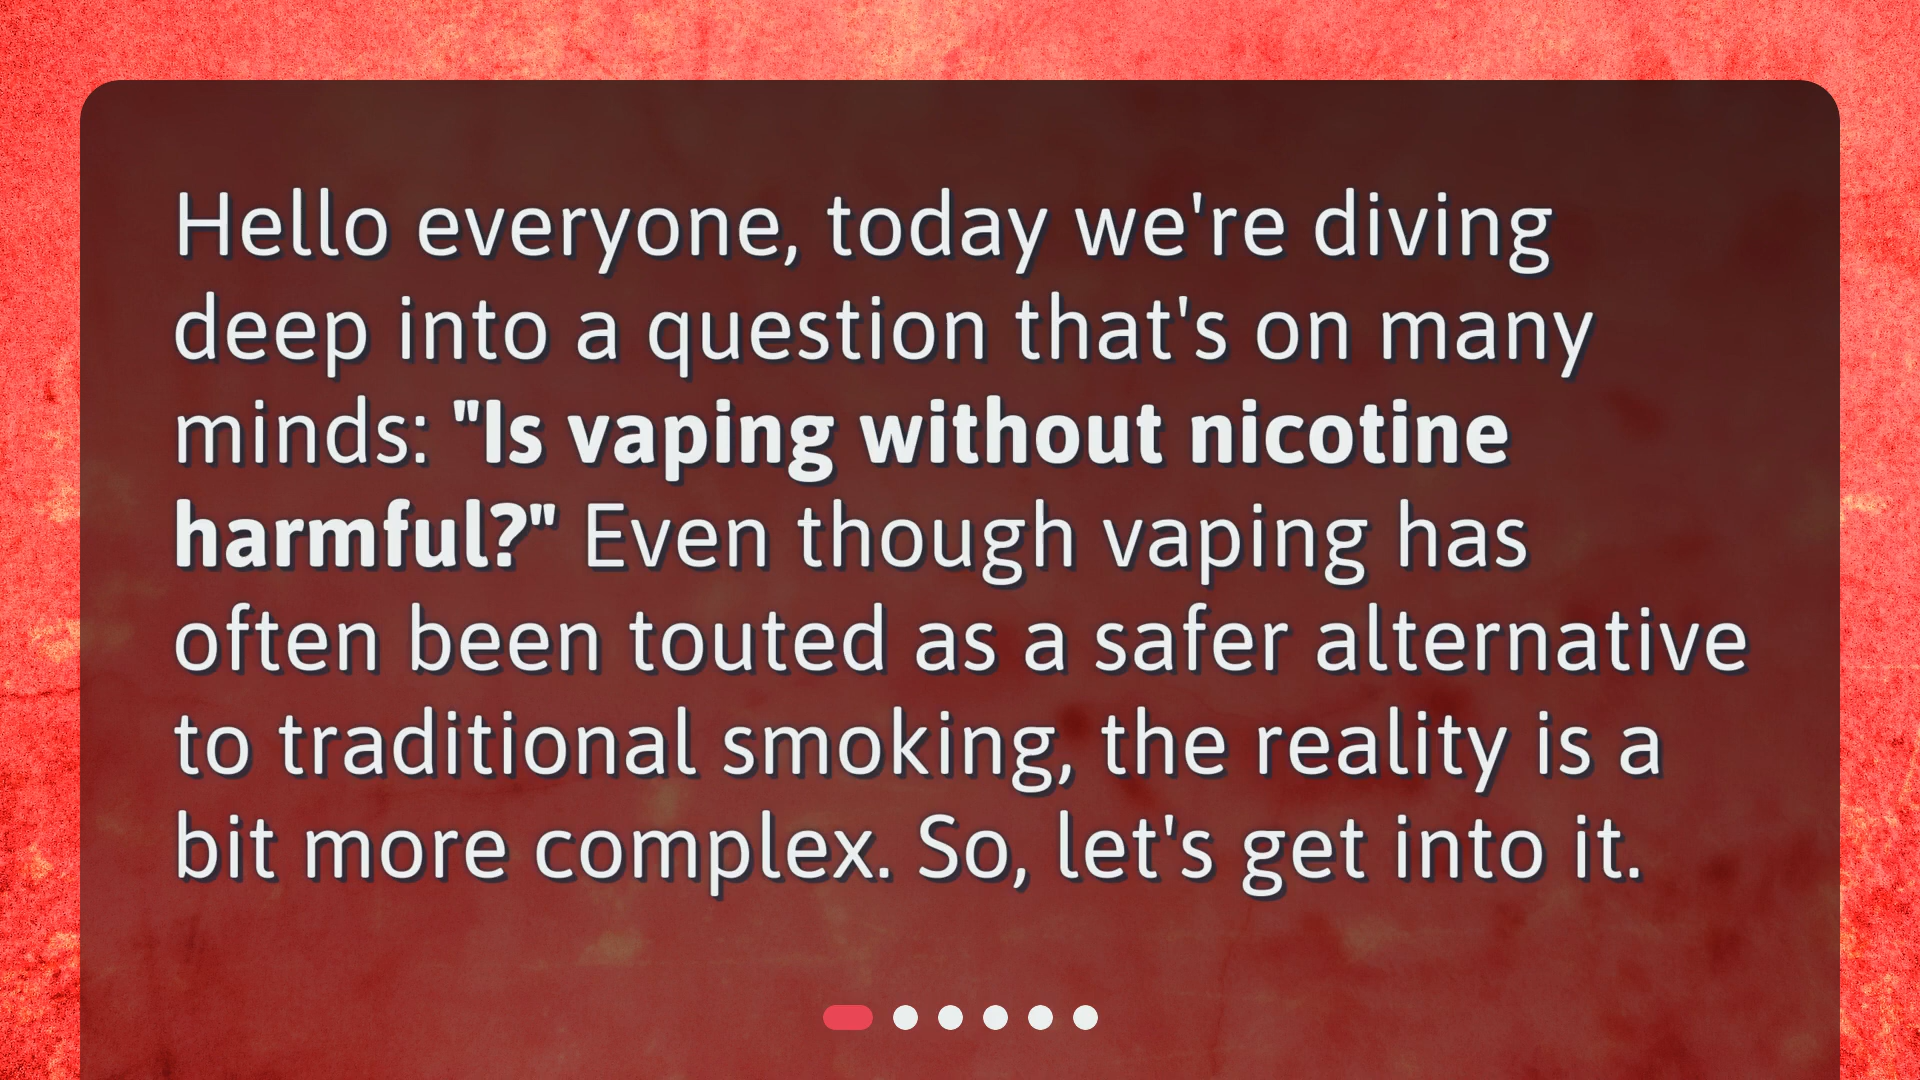 Hello everyone, today we're diving
deep into a question that's on many
minds: "Is vaping without nicotine
harmful?" Even though vaping has
often been touted as a safer alternative
to traditional smoking, the reality is a
bit more complex. So, let's get into it.